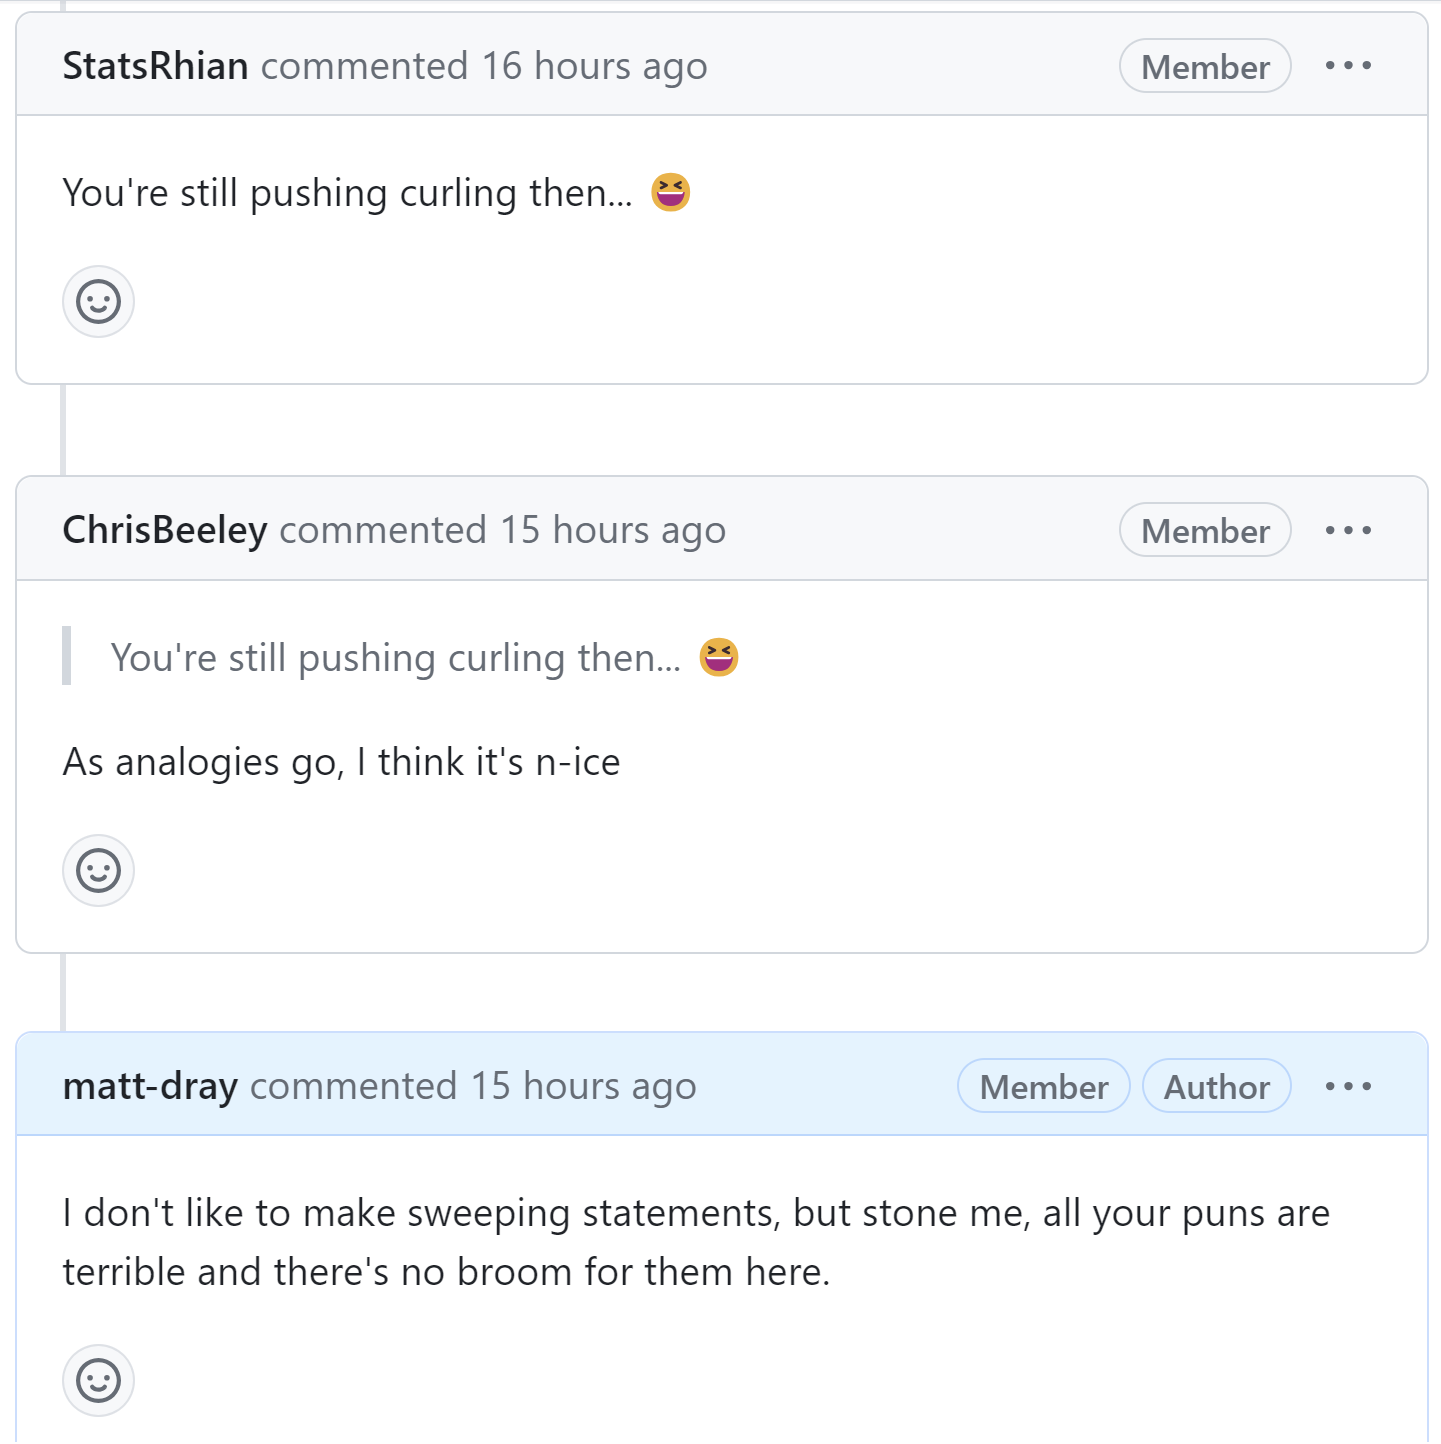 StatsRhian commented 16 hours ago Member
You're still pushing curling then... 😆
ChrisBeeley commented 15 hours ago Member
You're still pushing curling then... 😆
As analogies go, I think it's n-ice
matt-dray commented 15 hours ago Member Author
I don't like to make sweeping statements, but stone me, all your puns are
terrible and there's no broom for them here.